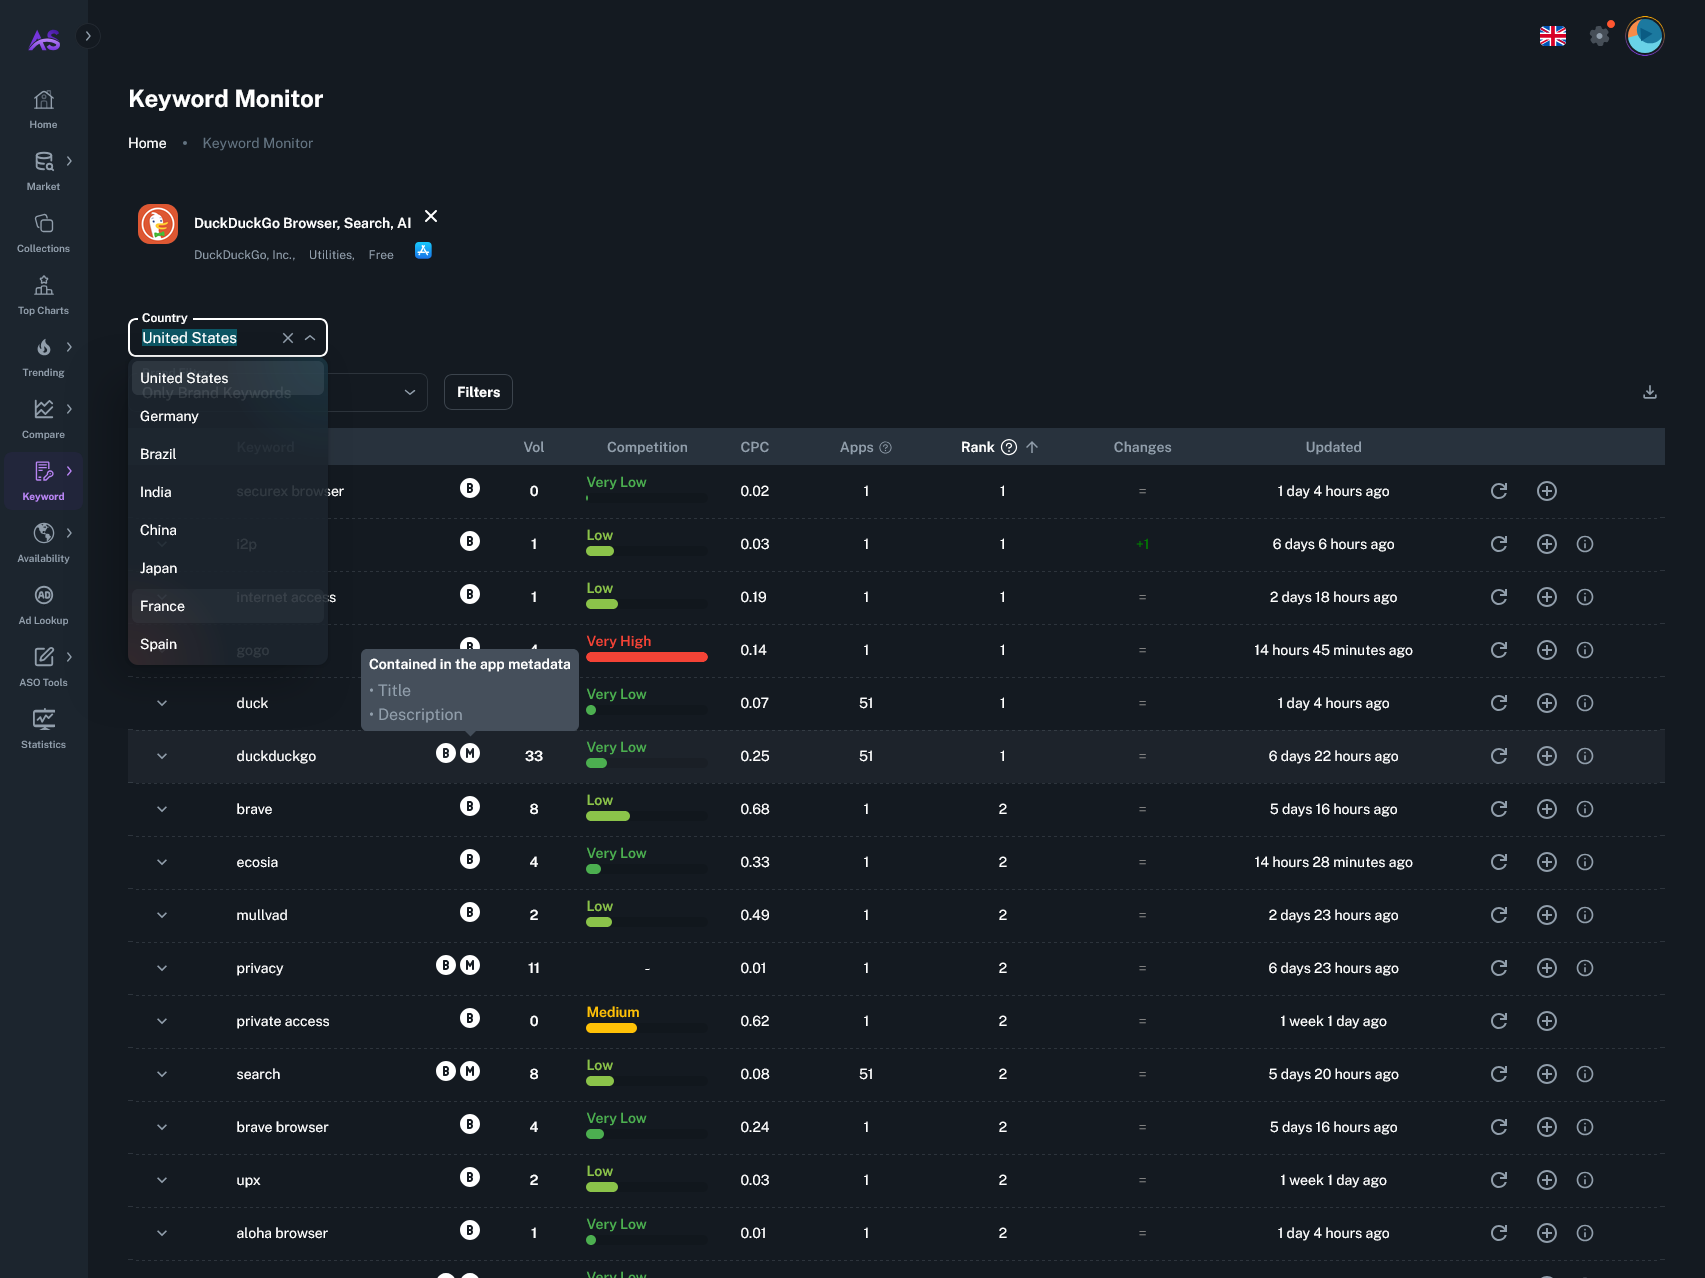 AS
Keyword Monitor
Home • Keyword Monitor
Home
Market
Collections
Top Charts
Trending
Compare
Keyword
Availability
AD
Ad Lookup
ASO Tools
Statistics
DuckDuckGo Browser, Search, AI
DuckDuckGo, Inc., Utilities, Free
Country
United States
United States
Germany
Brazil
India
China
Japan
France
Spain
Only Brand Keywords
Filters
Keyword Vol Competition CPC Apps Rank Changes Updated
securex browser B 0 Very Low 0.02 1 1 = 1 day 4 hours ago
i2p B 1 Low 0.03 1 1 +1 6 days 6 hours ago
internet access B 1 Low 0.19 1 1 = 2 days 18 hours ago
gogo B 4 Very High 0.14 1 1 = 14 hours 45 minutes ago
Contained in the app metadata
• Title
• Description
duck Very Low 0.07 51 1 = 1 day 4 hours ago
duckduckgo B M 33 Very Low 0.25 51 1 = 6 days 22 hours ago
brave B 8 Low 0.68 1 2 = 5 days 16 hours ago
ecosia B 4 Very Low 0.33 1 2 = 14 hours 28 minutes ago
mullvad B 2 Low 0.49 1 2 = 2 days 23 hours ago
privacy B M 11 - 0.01 1 2 = 6 days 23 hours ago
private access B 0 Medium 0.62 1 2 = 1 week 1 day ago
search B M 8 Low 0.08 51 2 = 5 days 20 hours ago
brave browser B 4 Very Low 0.24 1 2 = 5 days 16 hours ago
upx B 2 Low 0.03 1 2 = 1 week 1 day ago
aloha browser B 1 Very Low 0.01 1 2 = 1 day 4 hours ago
Very Low